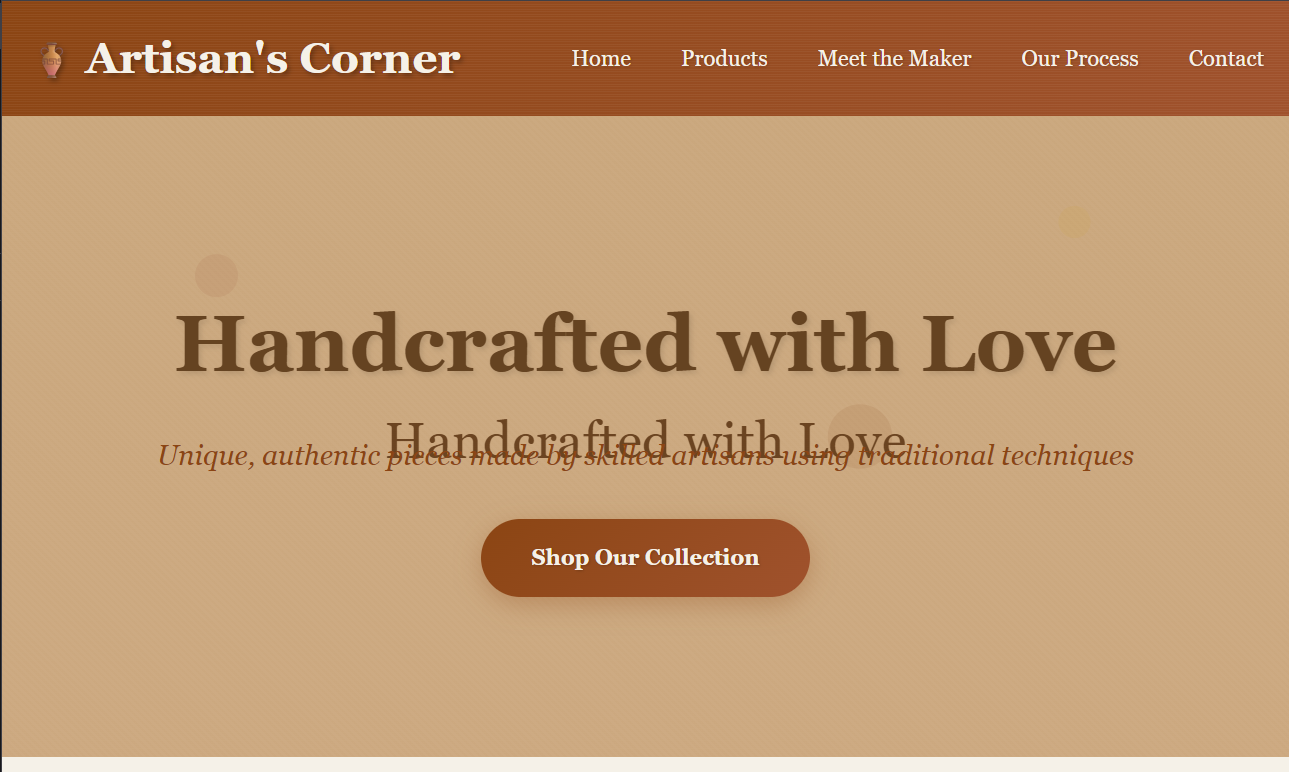 Artisan's Corner
Home Products Meet the Maker Our Process Contact
Handcrafted with Love
Handcrafted with Love
Unique, authentic pieces made by skilled artisans using traditional techniques
Shop Our Collection